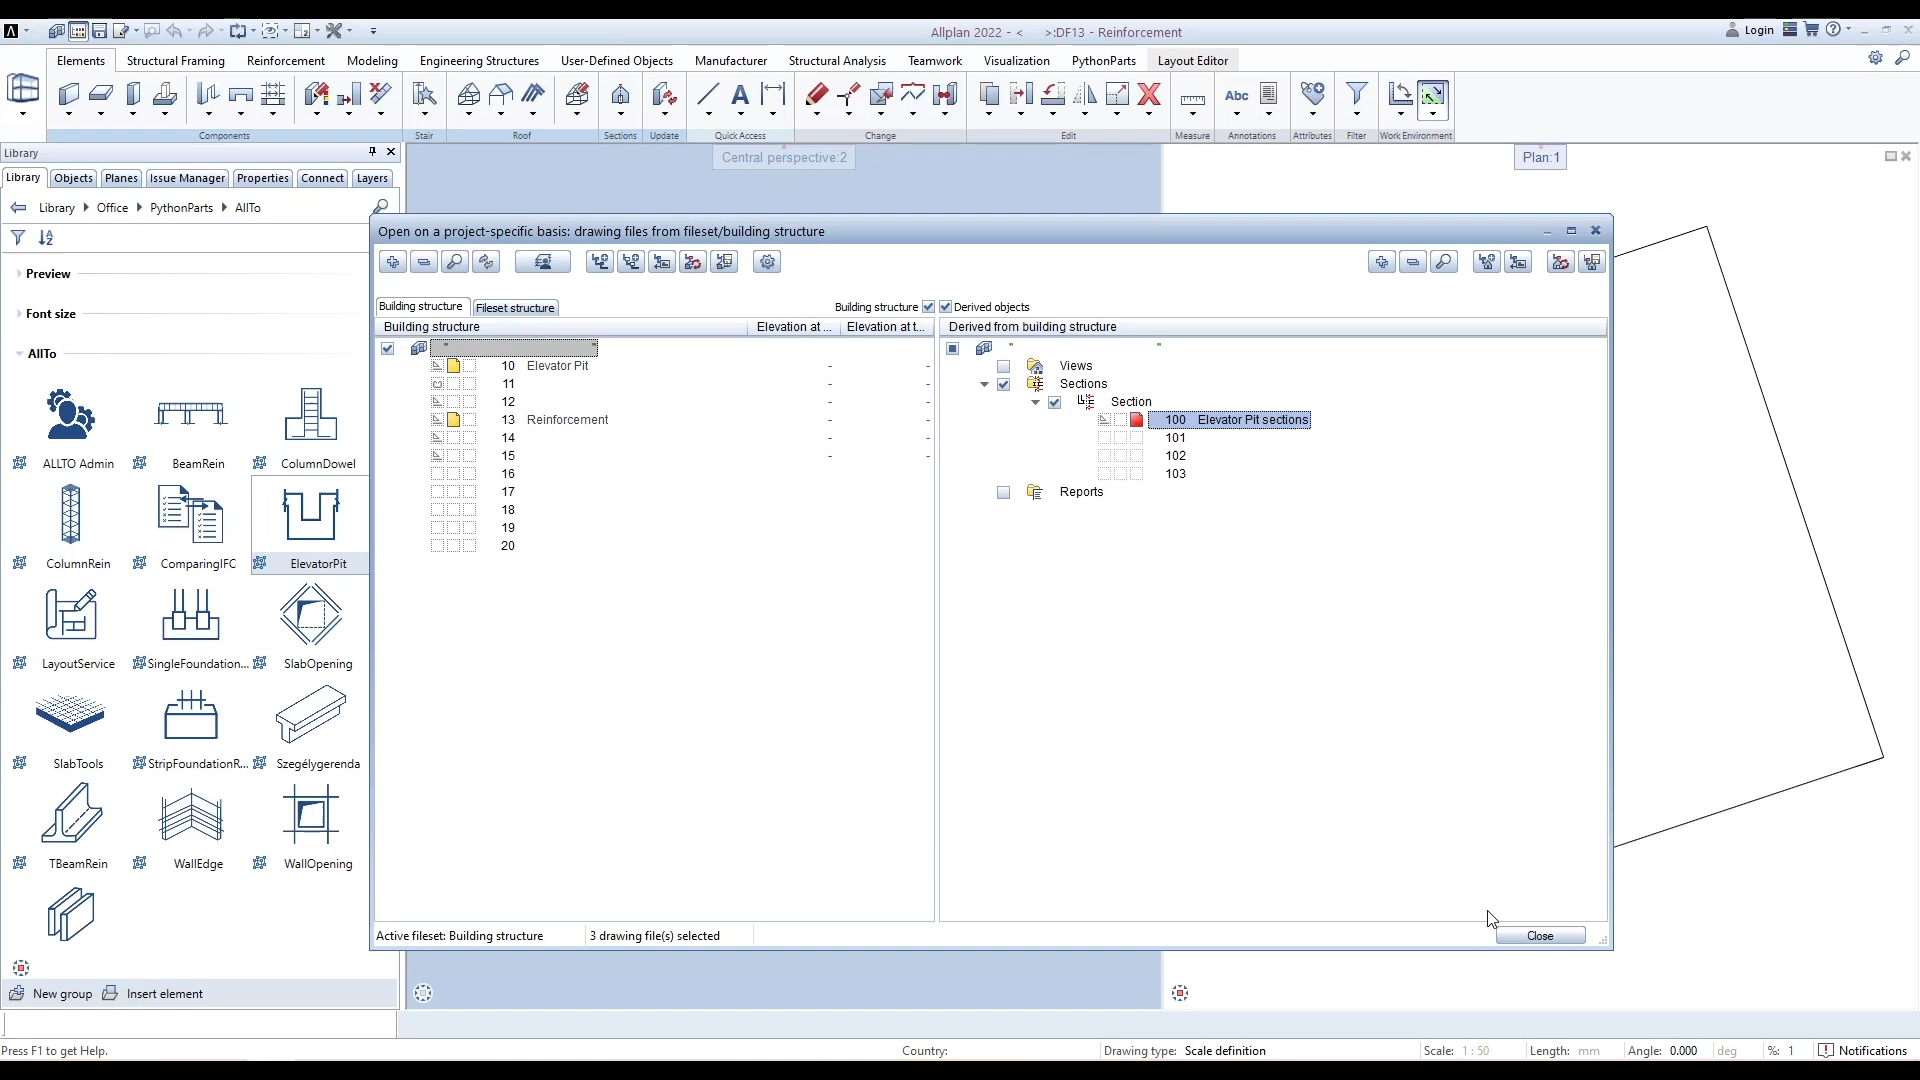 Allplan 2022 - < >:DF13 - Reinforcement
Login
Elements Structural Framing Reinforcement Modeling Engineering Structures User-Defined Objects Manufacturer Structural Analysis Teamwork Visualization PythonParts Layout Editor
Abc
Components Stair Roof Sections Update Quick Access Change Edit Measure Annotations Attributes Filter Work Environment
Library
Central perspective:2
Plan:1
Library Objects Planes Issue Manager Properties Connect Layers
Library Office PythonParts AllTo
Preview
Font size
AllTo
ALLTO Admin BeamRein ColumnDowel
ColumnRein ComparingIFC ElevatorPit
LayoutService SingleFoundation... SlabOpening
SlabTools StripFoundationR... Szegélygerenda
TBeamRein WallEdge WallOpening
New group Insert element
Open on a project-specific basis: drawing files from fileset/building structure
Building structure Fileset structure
Building structure Derived objects
Building structure Elevation at ... Elevation at t...
Derived from building structure
10 Elevator Pit - -
11 - -
12 - -
13 Reinforcement - -
14 - -
15 - -
16
17
18
19
20
Views
Sections
Section
100 Elevator Pit sections
101
102
103
Reports
Active fileset: Building structure
3 drawing file(s) selected
Close
Press F1 to get Help.
Country:
Drawing type: Scale definition
Scale: 1 : 50
Length: mm
Angle: 0.000 deg
%: 1
Notifications